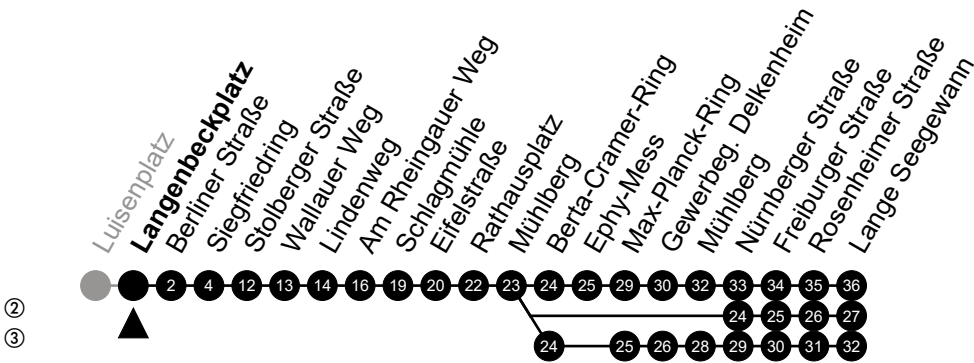 Luisenplatz
Langenbeckplatz
Berliner Straße
Siegfriedring
Stolberger Straße
Wallauer Weg
Lindenweg
Am Rheingauer Weg
Schlagmühle
Eifelstraße
Rathausplatz
Mühlberg
Berta-Cramer-Ring
Ephy-Mess
Max-Planck-Ring
Gewerbeg. Delkenheim
Mühlberg
Nürnberger Straße
Freiburger Straße
Rosenheimer Straße
Lange Seegewann
2 4 12 13 14 16 19 20 22 23 24 25 29 30 32 33 34 35 36
② 24 25 26 27
③ 24 25 26 28 29 30 31 32